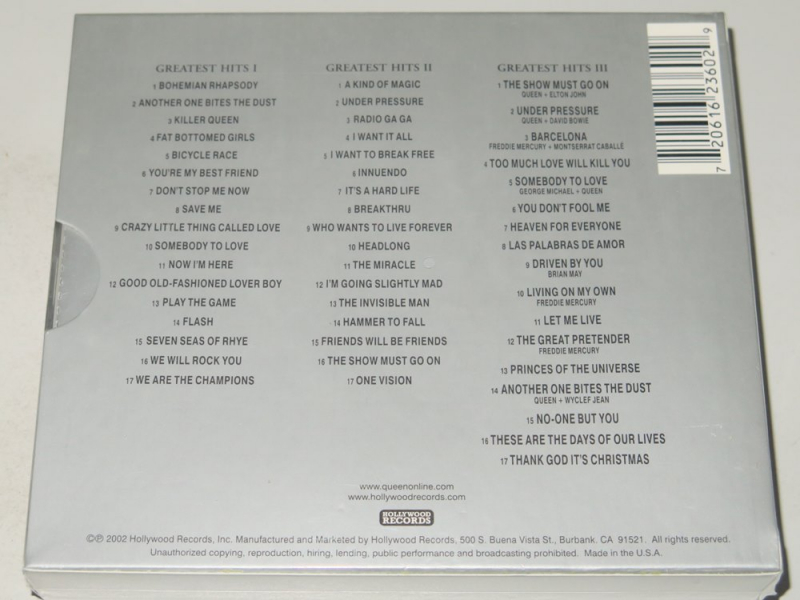 GREATEST HITS I
1 BOHEMIAN RHAPSODY
2 ANOTHER ONE BITES THE DUST
3 KILLER QUEEN
4 FAT BOTTOMED GIRLS
5 BICYCLE RACE
6 YOU'RE MY BEST FRIEND
7 DON'T STOP ME NOW
8 SAVE ME
9 CRAZY LITTLE THING CALLED LOVE
10 SOMEBODY TO LOVE
11 NOW I'M HERE
12 GOOD OLD-FASHIONED LOVER BOY
13 PLAY THE GAME
14 FLASH
15 SEVEN SEAS OF RHYE
16 WE WILL ROCK YOU
17 WE ARE THE CHAMPIONS
GREATEST HITS II
1 A KIND OF MAGIC
2 UNDER PRESSURE
3 RADIO GA GA
4 I WANT IT ALL
5 I WANT TO BREAK FREE
6 INNUENDO
7 IT'S A HARD LIFE
8 BREAKTHRU
9 WHO WANTS TO LIVE FOREVER
10 HEADLONG
11 THE MIRACLE
12 I'M GOING SLIGHTLY MAD
13 THE INVISIBLE MAN
14 HAMMER TO FALL
15 FRIENDS WILL BE FRIENDS
16 THE SHOW MUST GO ON
17 ONE VISION
GREATEST HITS III
1 THE SHOW MUST GO ON
QUEEN + ELTON JOHN
2 UNDER PRESSURE
QUEEN + DAVID BOWIE
3 BARCELONA
FREDDIE MERCURY + MONTSERRAT CABALLÉ
4 TOO MUCH LOVE WILL KILL YOU
5 SOMEBODY TO LOVE
GEORGE MICHAEL + QUEEN
6 YOU DON'T FOOL ME
7 HEAVEN FOR EVERYONE
8 LAS PALABRAS DE AMOR
9 DRIVEN BY YOU
BRIAN MAY
10 LIVING ON MY OWN
FREDDIE MERCURY
11 LET ME LIVE
12 THE GREAT PRETENDER
FREDDIE MERCURY
13 PRINCES OF THE UNIVERSE
14 ANOTHER ONE BITES THE DUST
QUEEN + WYCLEF JEAN
15 NO-ONE BUT YOU
16 THESE ARE THE DAYS OF OUR LIVES
17 THANK GOD IT'S CHRISTMAS
7 20616 23602 9
www.queenonline.com
www.hollywoodrecords.com
HOLLYWOOD
RECORDS
©℗ 2002 Hollywood Records, Inc. Manufactured and Marketed by Hollywood Records, 500 S. Buena Vista St., Burbank, CA 91521. All rights reserved.
Unauthorized copying, reproduction, hiring, lending, public performance and broadcasting prohibited. Made in the U.S.A.